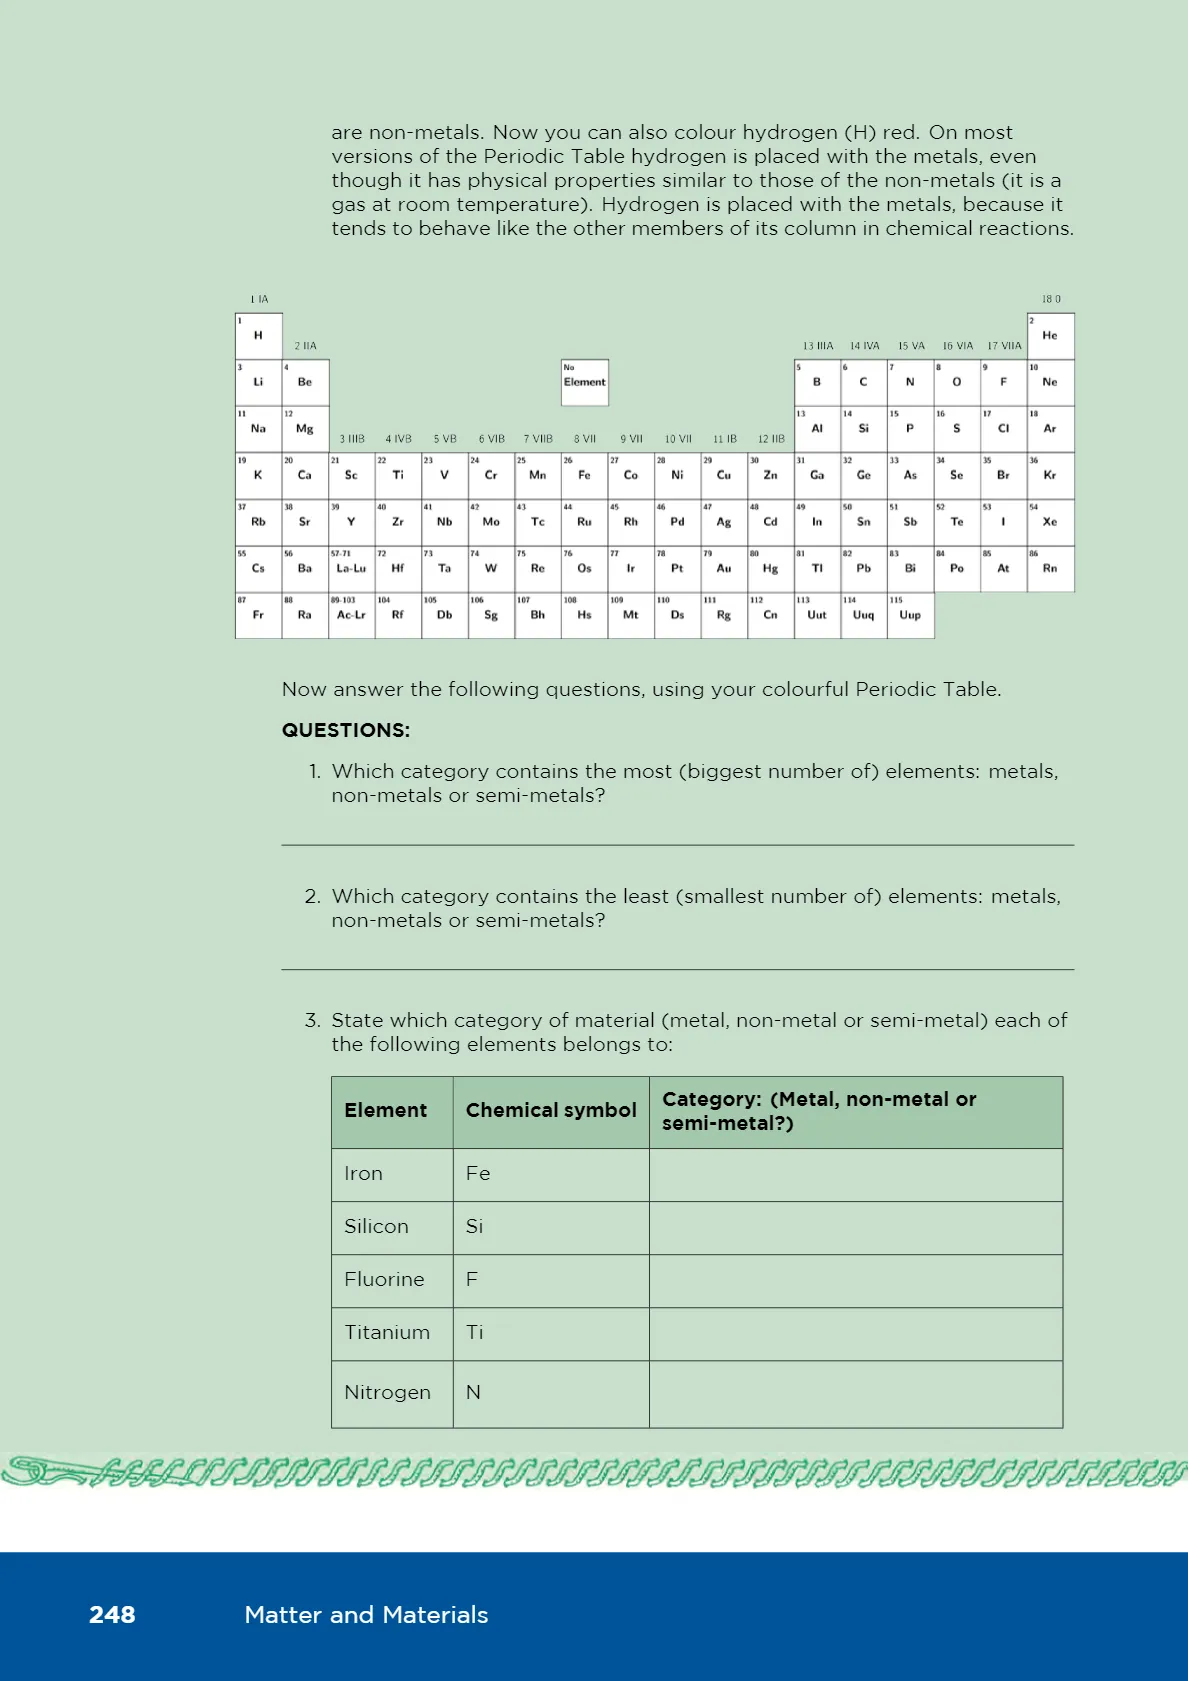 are non-metals. Now you can also colour hydrogen (H) red. On most
versions of the Periodic Table hydrogen is placed with the metals, even
though it has physical properties similar to those of the non-metals (it is a
gas at room temperature). Hydrogen is placed with the metals, because it
tends to behave like the other members of its column in chemical reactions.
1 IA 18 0
1 2
H He
2 IIA 13 IIIA 14 IVA 15 VA 16 VIA 17 VIIA
3 4 No 5 6 7 8 9 10
Li Be Element B C N O F Ne
11 12 13 14 15 16 17 18
Na Mg Al Si P S Cl Ar
3 IIIB 4 IVB 5 VB 6 VIB 7 VIIB 8 VII 9 VII 10 VII 11 IB 12 IIB
19 20 21 22 23 24 25 26 27 28 29 30 31 32 33 34 35 36
K Ca Sc Ti V Cr Mn Fe Co Ni Cu Zn Ga Ge As Se Br Kr
37 38 39 40 41 42 43 44 45 46 47 48 49 50 51 52 53 54
Rb Sr Y Zr Nb Mo Tc Ru Rh Pd Ag Cd In Sn Sb Te I Xe
55 56 57-71 72 73 74 75 76 77 78 79 80 81 82 83 84 85 86
Cs Ba La-Lu Hf Ta W Re Os Ir Pt Au Hg Tl Pb Bi Po At Rn
87 88 89-103 104 105 106 107 108 109 110 111 112 113 114 115
Fr Ra Ac-Lr Rf Db Sg Bh Hs Mt Ds Rg Cn Uut Uuq Uup
Now answer the following questions, using your colourful Periodic Table.
QUESTIONS:
1. Which category contains the most (biggest number of) elements: metals,
non-metals or semi-metals?
2. Which category contains the least (smallest number of) elements: metals,
non-metals or semi-metals?
3. State which category of material (metal, non-metal or semi-metal) each of
the following elements belongs to:
Element Chemical symbol Category: (Metal, non-metal or
semi-metal?)
Iron Fe
Silicon Si
Fluorine F
Titanium Ti
Nitrogen N
248 Matter and Materials